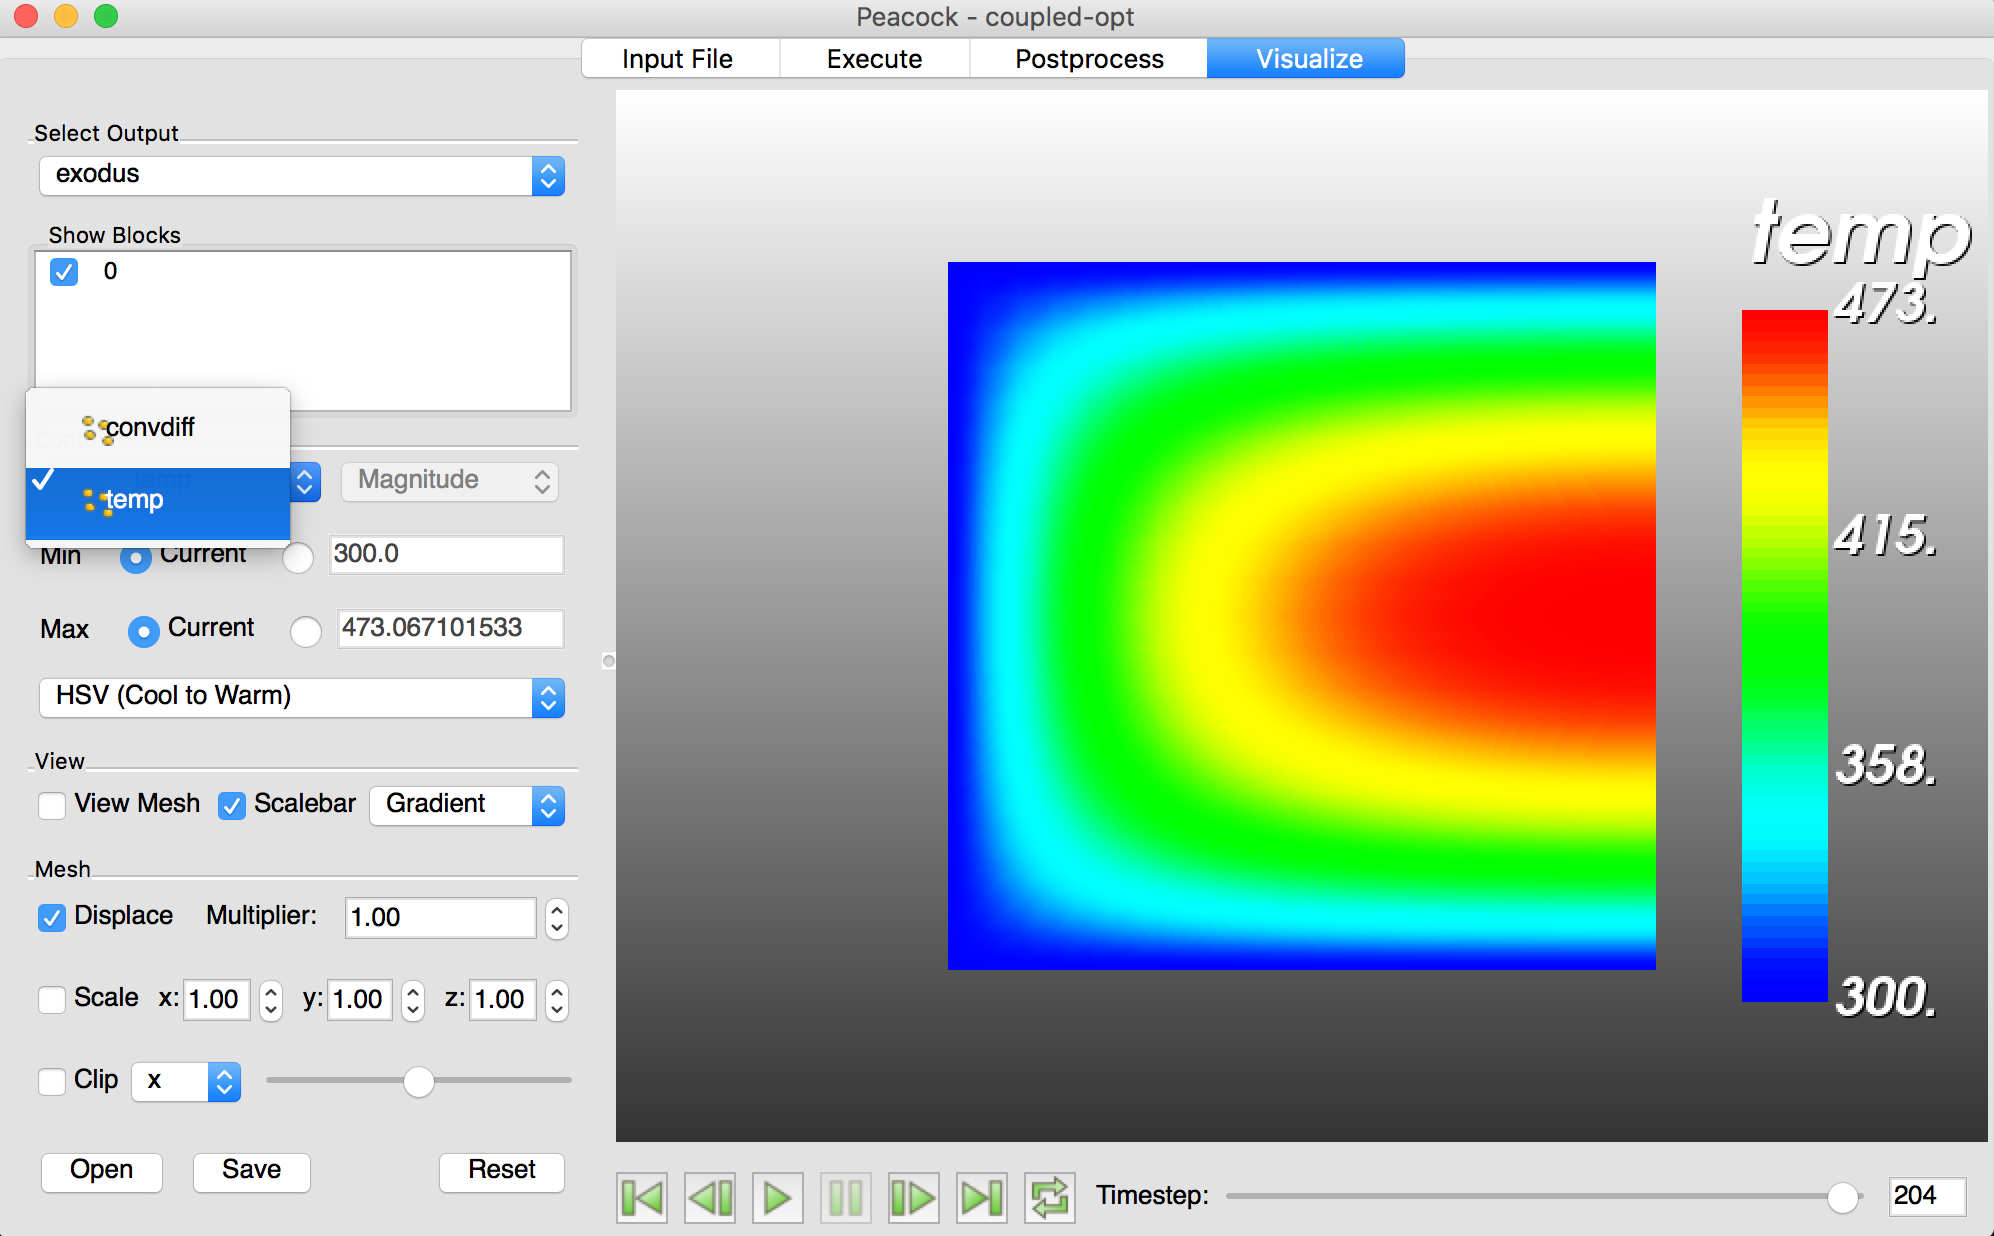 Peacock - coupled-opt
Input File Execute Postprocess Visualize
Select Output
exodus
Show Blocks
0
convdiff
temp
Magnitude
Min Current 300.0
Max Current 473.067101533
HSV (Cool to Warm)
View
View Mesh Scalebar Gradient
Mesh
Displace Multiplier: 1.00
Scale x: 1.00 y: 1.00 z: 1.00
Clip x
Open Save Reset
temp
473.
415.
358.
300.
Timestep: 204